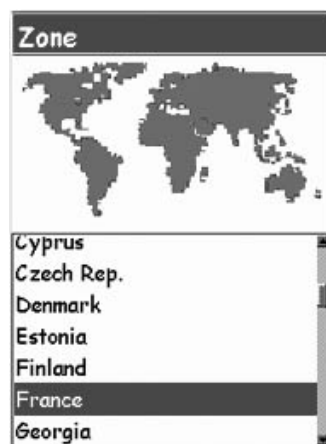 Zone
Cyprus
Czech Rep.
Denmark
Estonia
Finland
France
Georgia